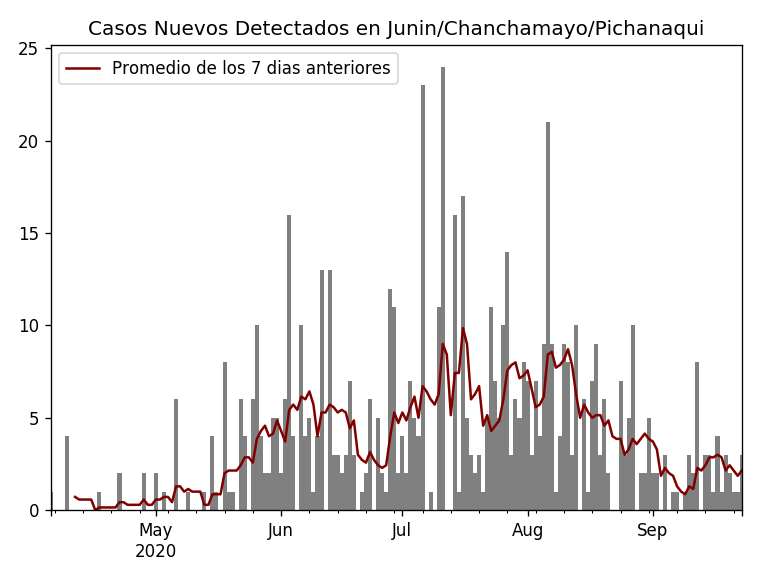 Casos Nuevos Detectados en Junin/Chanchamayo/Pichanaqui
Promedio de los 7 dias anteriores
25
20
15
10
5
0
May Jun Jul Aug Sep
2020